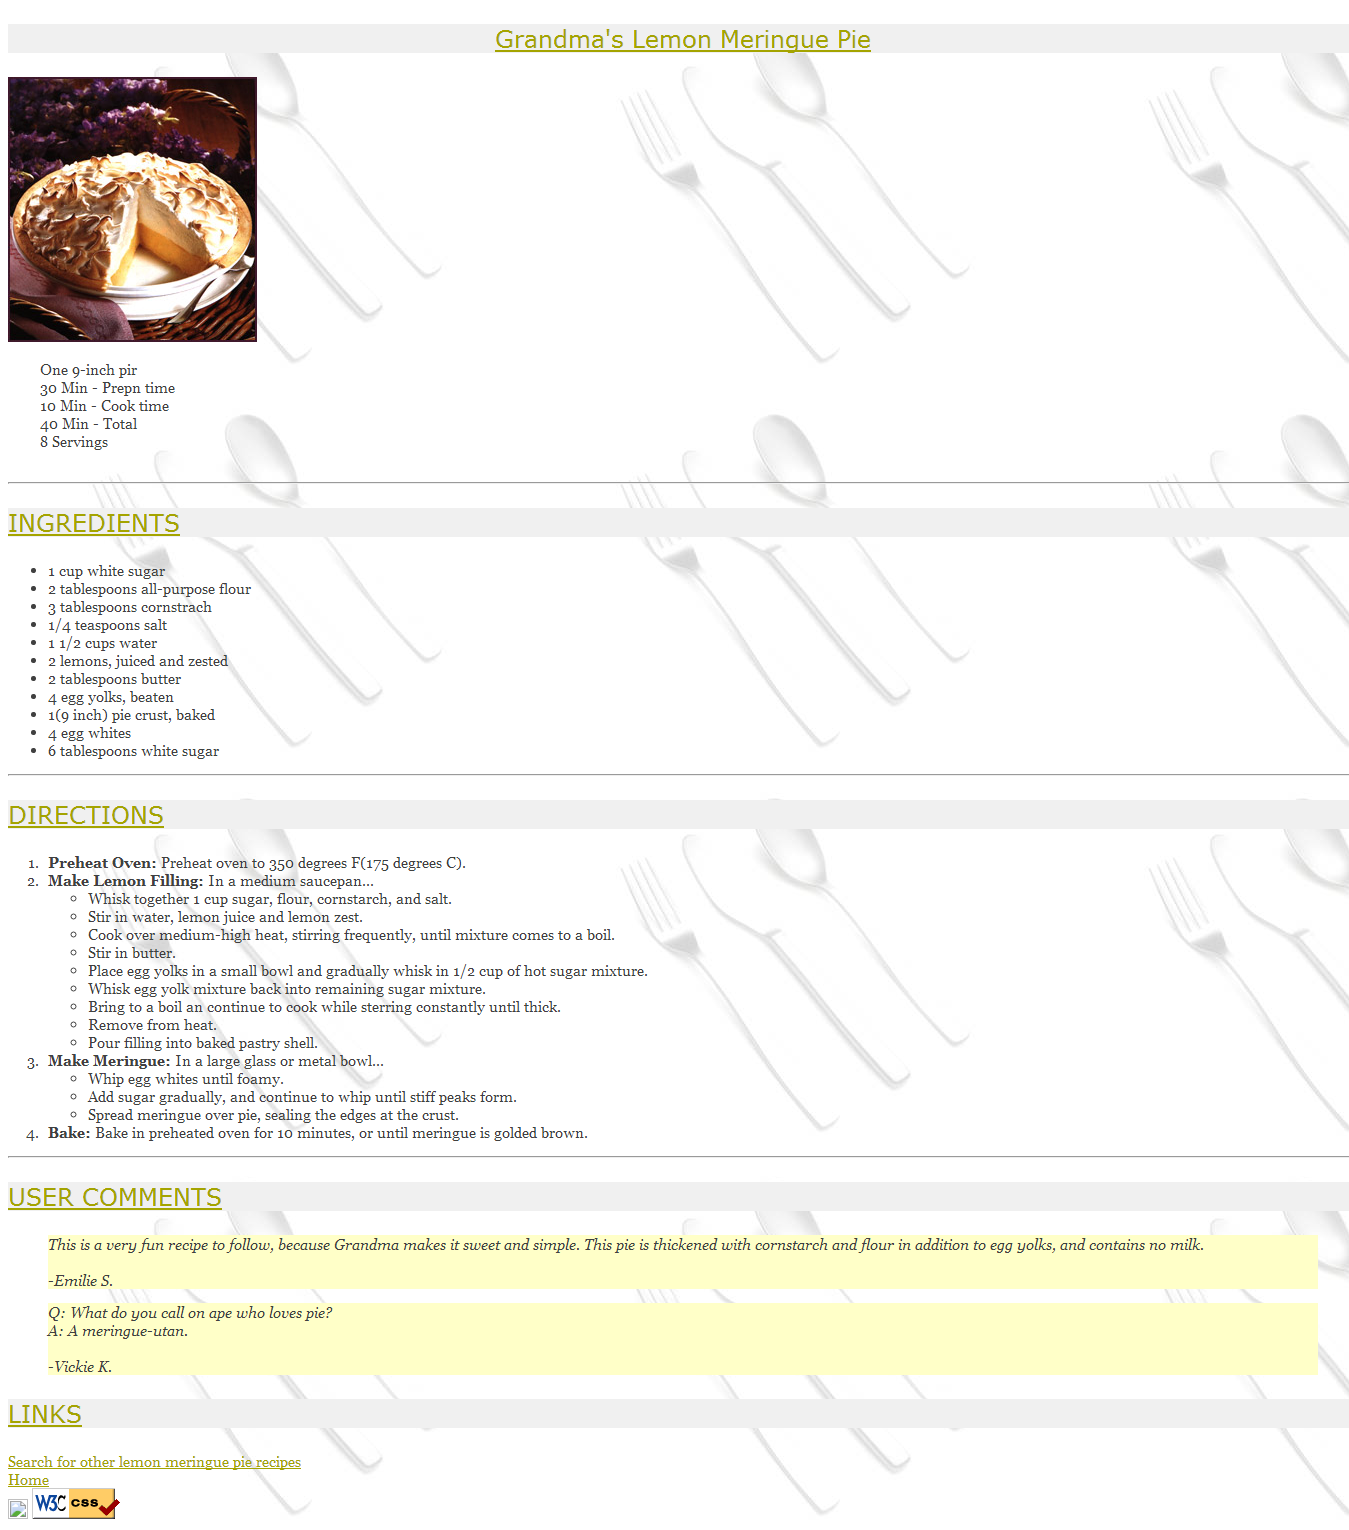 Grandma's Lemon Meringue Pie
One 9-inch pir
30 Min - Prepn time
10 Min - Cook time
40 Min - Total
8 Servings
INGREDIENTS
1 cup white sugar
2 tablespoons all-purpose flour
3 tablespoons cornstrach
1/4 teaspoons salt
1 1/2 cups water
2 lemons, juiced and zested
2 tablespoons butter
4 egg yolks, beaten
1(9 inch) pie crust, baked
4 egg whites
6 tablespoons white sugar
DIRECTIONS
1. Preheat Oven: Preheat oven to 350 degrees F(175 degrees C).
2. Make Lemon Filling: In a medium saucepan...
Whisk together 1 cup sugar, flour, cornstarch, and salt.
Stir in water, lemon juice and lemon zest.
Cook over medium-high heat, stirring frequently, until mixture comes to a boil.
Stir in butter.
Place egg yolks in a small bowl and gradually whisk in 1/2 cup of hot sugar mixture.
Whisk egg yolk mixture back into remaining sugar mixture.
Bring to a boil an continue to cook while sterring constantly until thick.
Remove from heat.
Pour filling into baked pastry shell.
3. Make Meringue: In a large glass or metal bowl...
Whip egg whites until foamy.
Add sugar gradually, and continue to whip until stiff peaks form.
Spread meringue over pie, sealing the edges at the crust.
4. Bake: Bake in preheated oven for 10 minutes, or until meringue is golded brown.
USER COMMENTS
This is a very fun recipe to follow, because Grandma makes it sweet and simple. This pie is thickened with cornstarch and flour in addition to egg yolks, and contains no milk.
-Emilie S.
Q: What do you call on ape who loves pie?
A: A meringue-utan.
-Vickie K.
LINKS
Search for other lemon meringue pie recipes
Home
W3C css